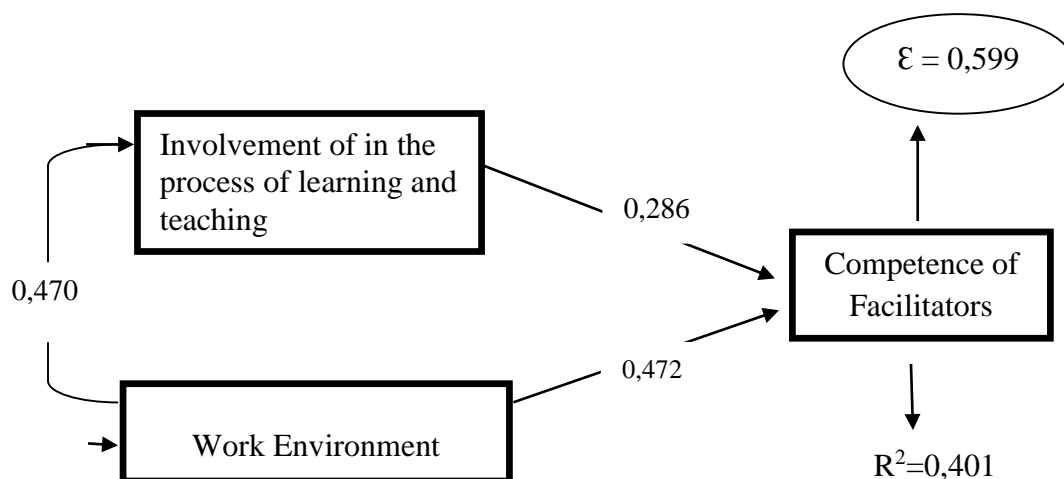 Ɛ = 0,599
Involvement of in the
process of learning and
teaching
0,286
Competence of
Facilitators
0,470
0,472
Work Environment
R²=0,401